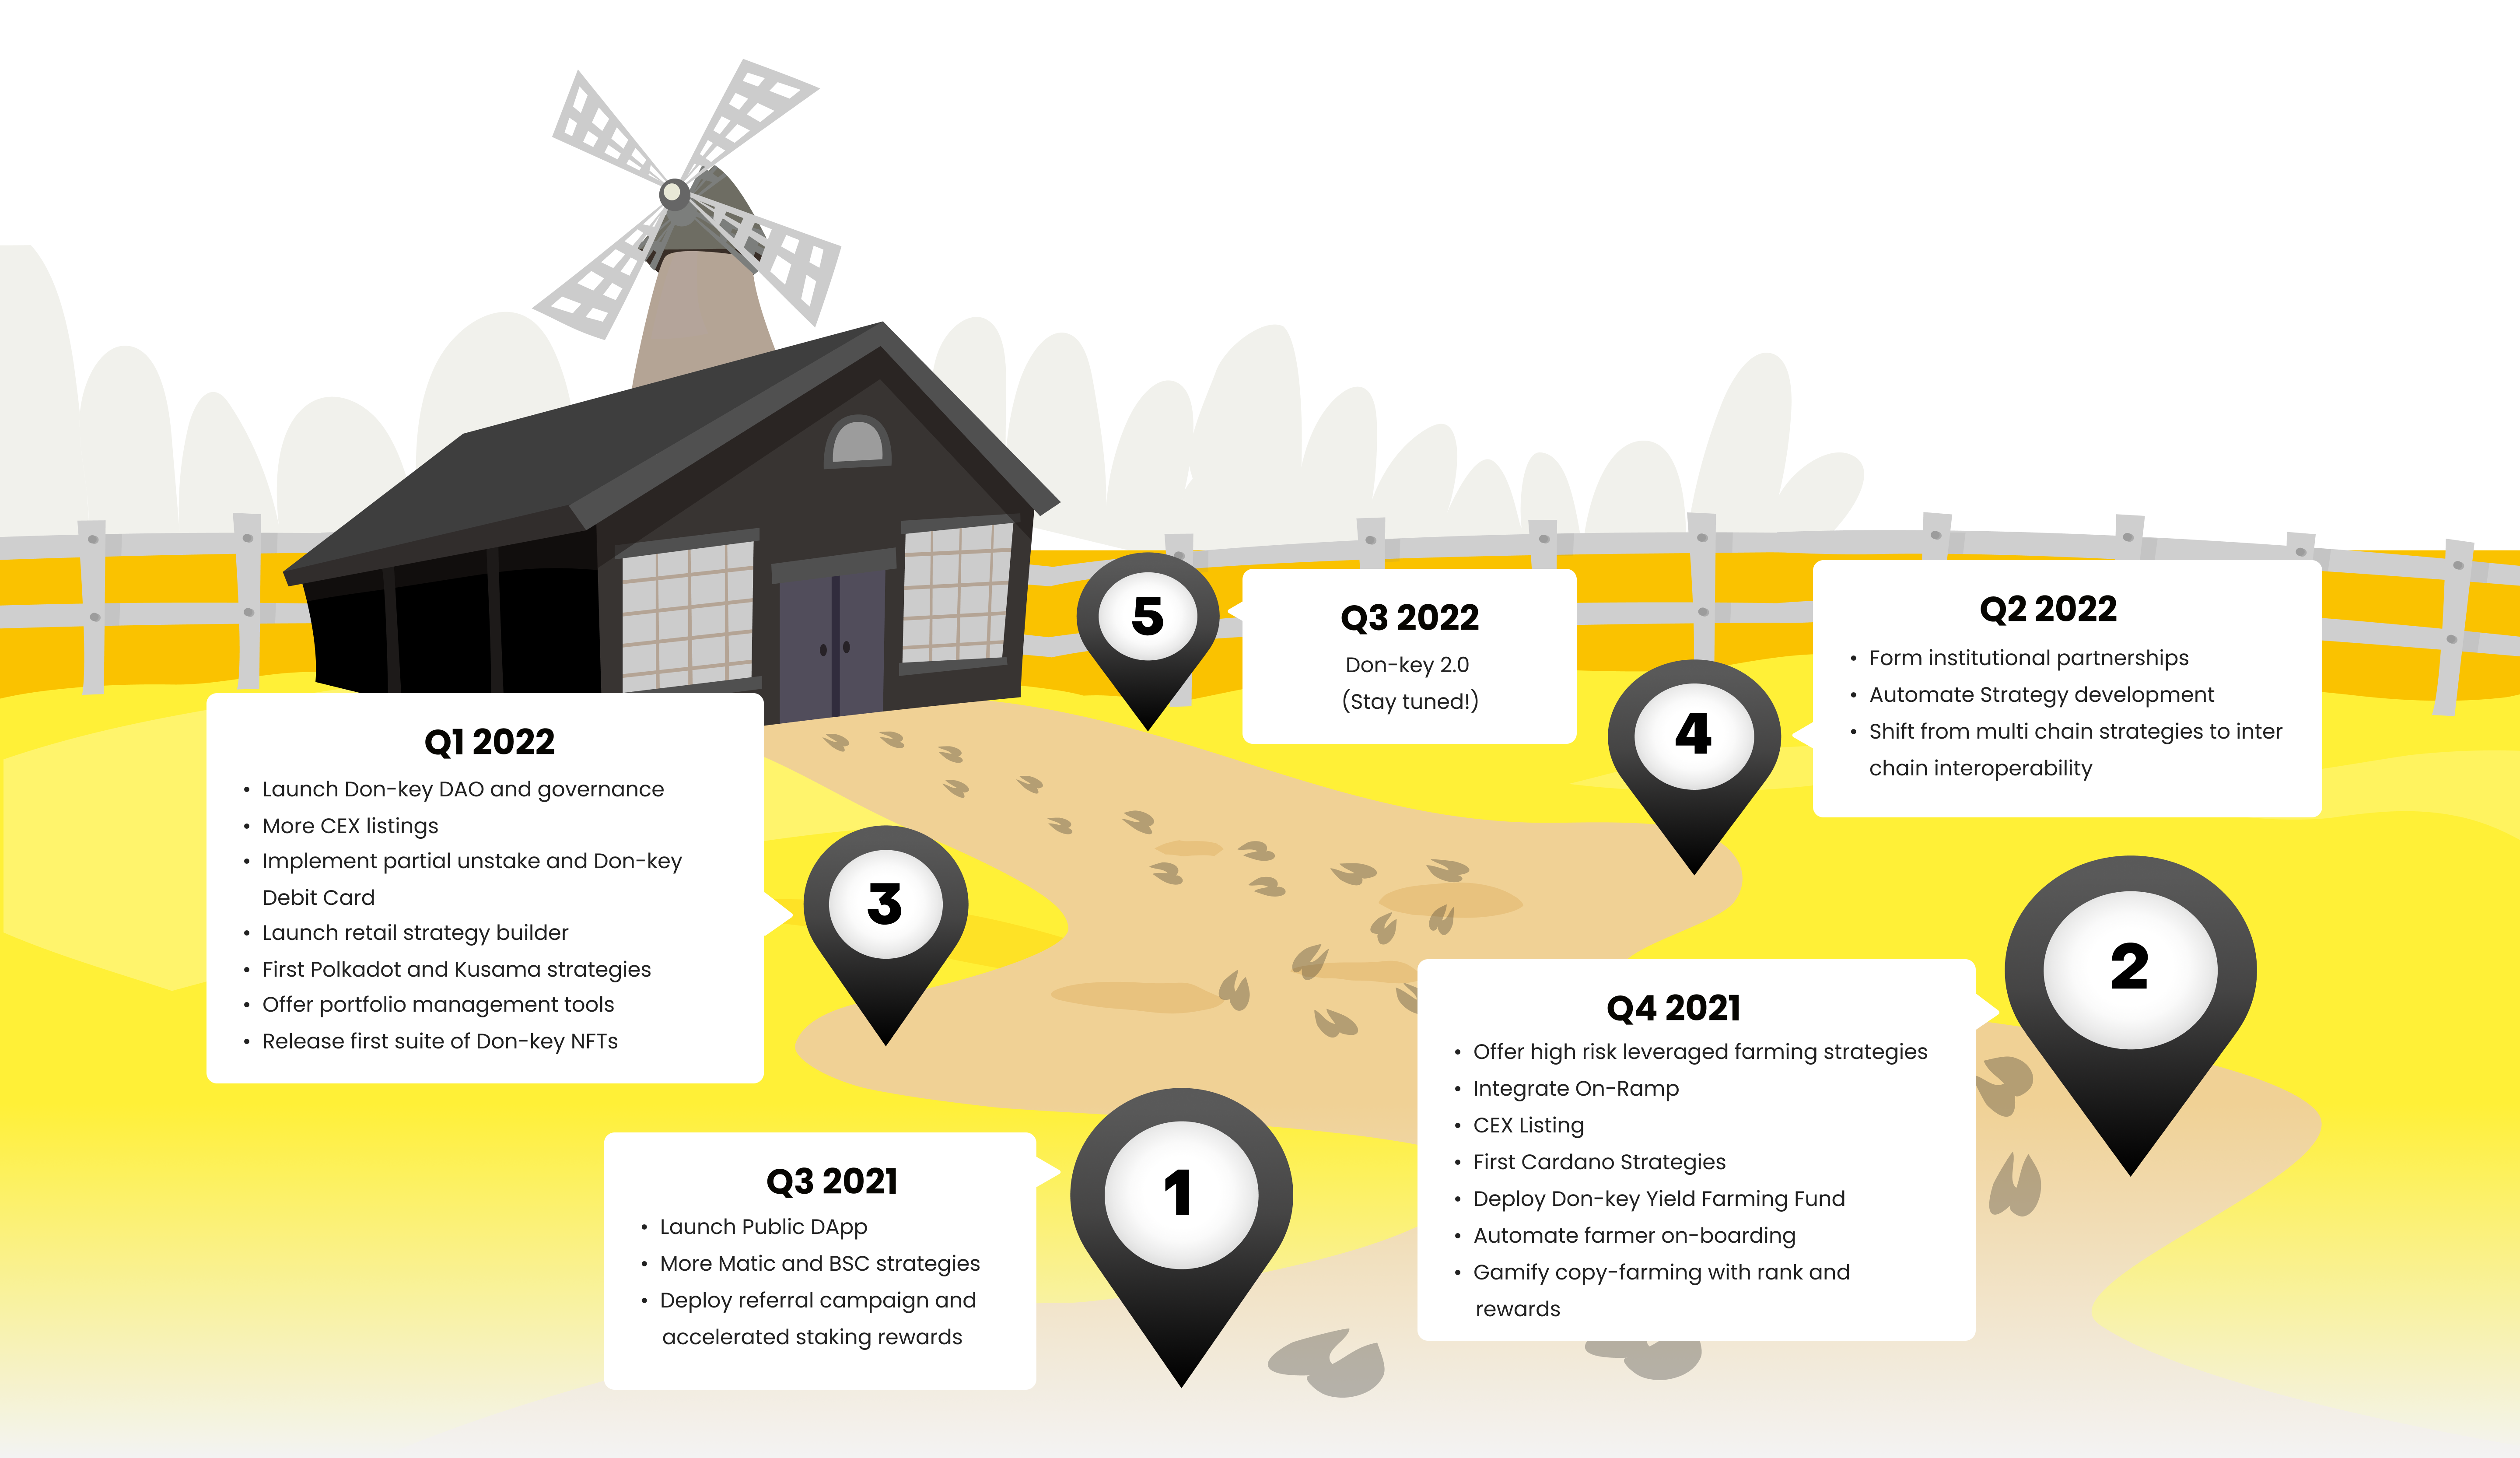 5
Q3 2022
Don-key 2.0
(Stay tuned!)
Q2 2022
• Form institutional partnerships
• Automate Strategy development
• Shift from multi chain strategies to inter
chain interoperability
4
Q1 2022
• Launch Don-key DAO and governance
• More CEX listings
• Implement partial unstake and Don-key
Debit Card
• Launch retail strategy builder
• First Polkadot and Kusama strategies
• Offer portfolio management tools
• Release first suite of Don-key NFTs
3
2
Q4 2021
• Offer high risk leveraged farming strategies
• Integrate On-Ramp
• CEX Listing
• First Cardano Strategies
• Deploy Don-key Yield Farming Fund
• Automate farmer on-boarding
• Gamify copy-farming with rank and
rewards
Q3 2021
• Launch Public DApp
• More Matic and BSC strategies
• Deploy referral campaign and
accelerated staking rewards
1